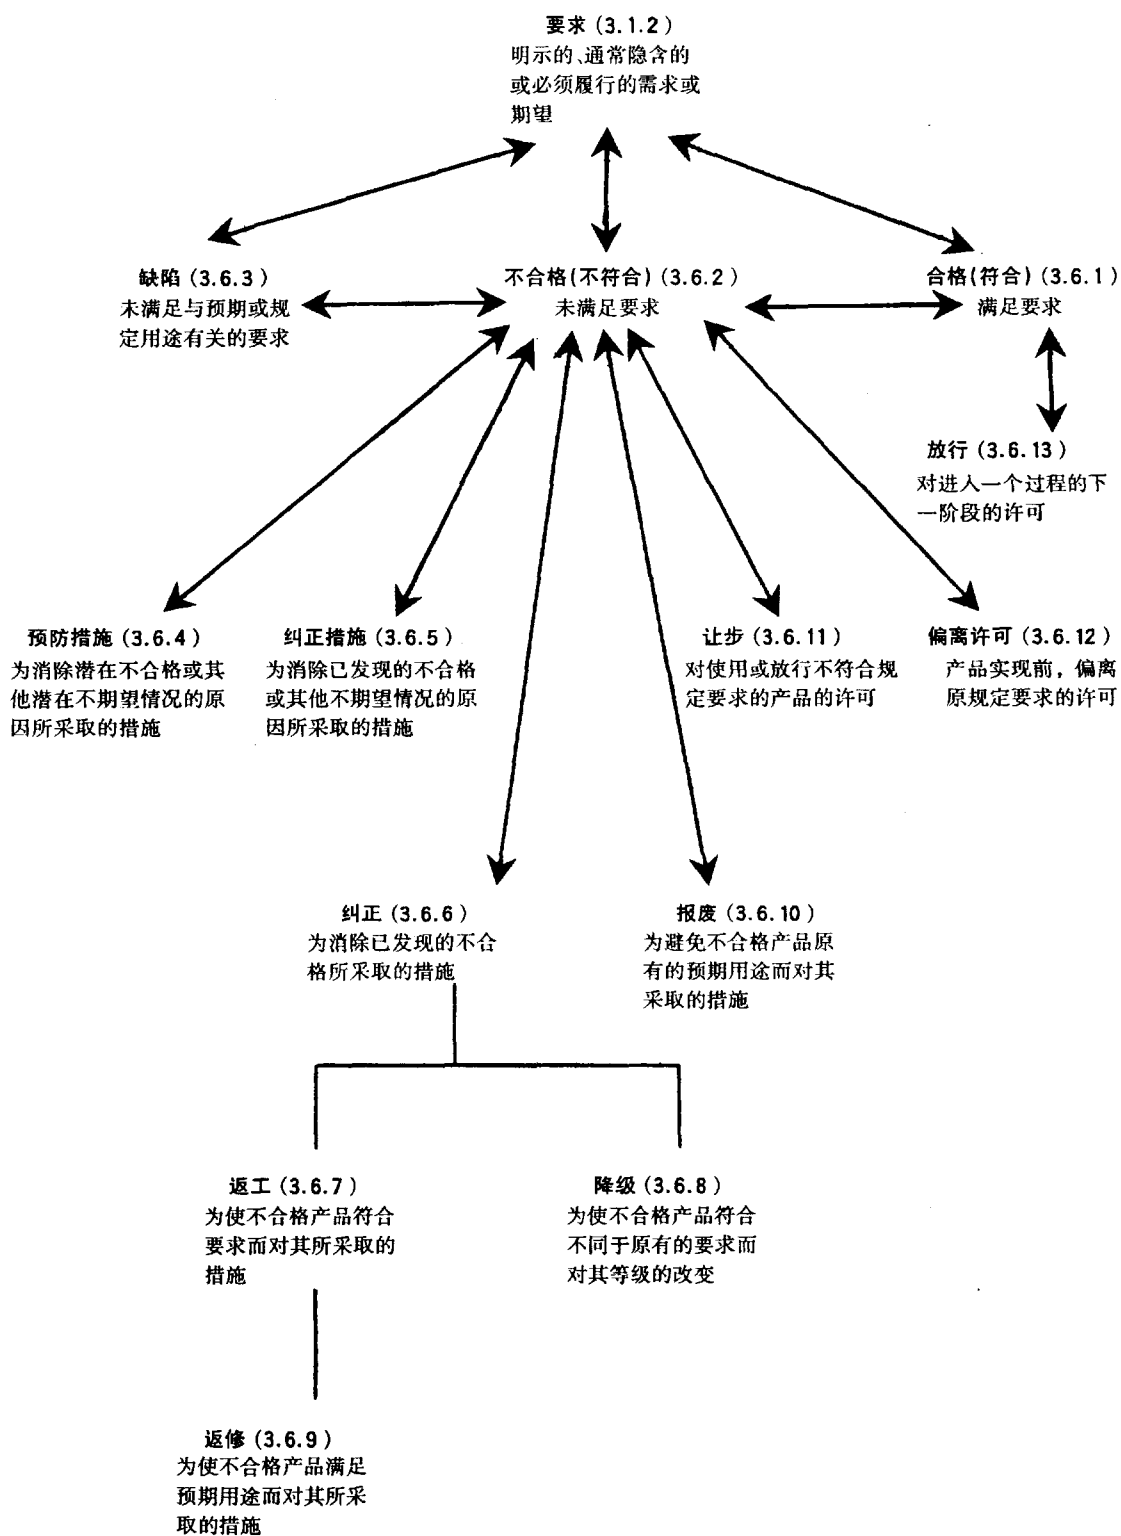 要求(3.1.2)
明示的、通常隐含的
或必须履行的需求或
期望
缺陷(3.6.3)
未满足与预期或规
定用途有关的要求
不合格(不符合)(3.6.2)
未满足要求
合格(符合)(3.6.1)
满足要求
放行(3.6.13)
对进入一个过程的下
一阶段的许可
预防措施(3.6.4)
为消除潜在不合格或其
他潜在不期望情况的原
因所采取的措施
纠正措施(3.6.5)
为消除已发现的不合格
或其他不期望情况的原
因所采取的措施
让步(3.6.11)
对使用或放行不符合规
定要求的产品的许可
偏离许可(3.6.12)
产品实现前，偏离
原规定要求的许可
纠正(3.6.6)
为消除已发现的不合
格所采取的措施
报废(3.6.10)
为避免不合格产品原
有的预期用途而对其
采取的措施
返工(3.6.7)
为使不合格产品符合
要求而对其所采取的
措施
降级(3.6.8)
为使不合格产品符合
不同于原有的要求而
对其等级的改变
返修(3.6.9)
为使不合格产品满足
预期用途而对其所采
取的措施